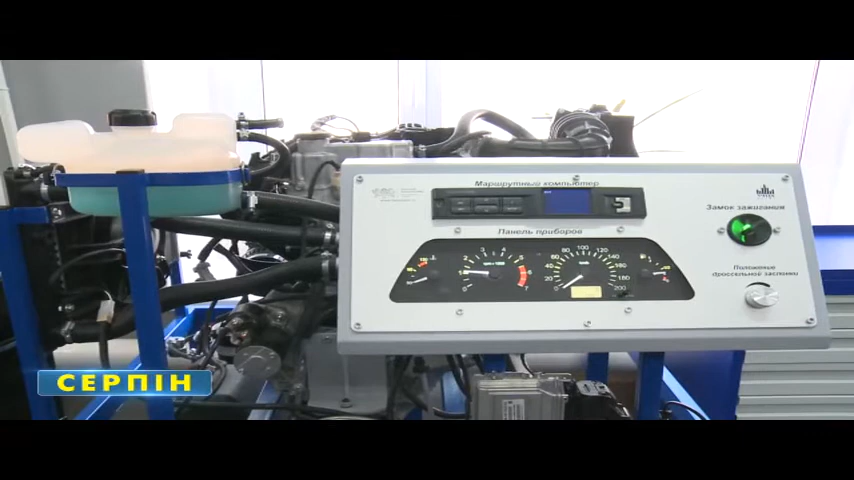 Маршрутный компьютер
Замок зажигания
Панель приборов
80 100 120
60 140
40 160
20 180
0 200
1 2 3 4 5 6 7
0
Положение
дроссельной заслонки
СЕРПІН